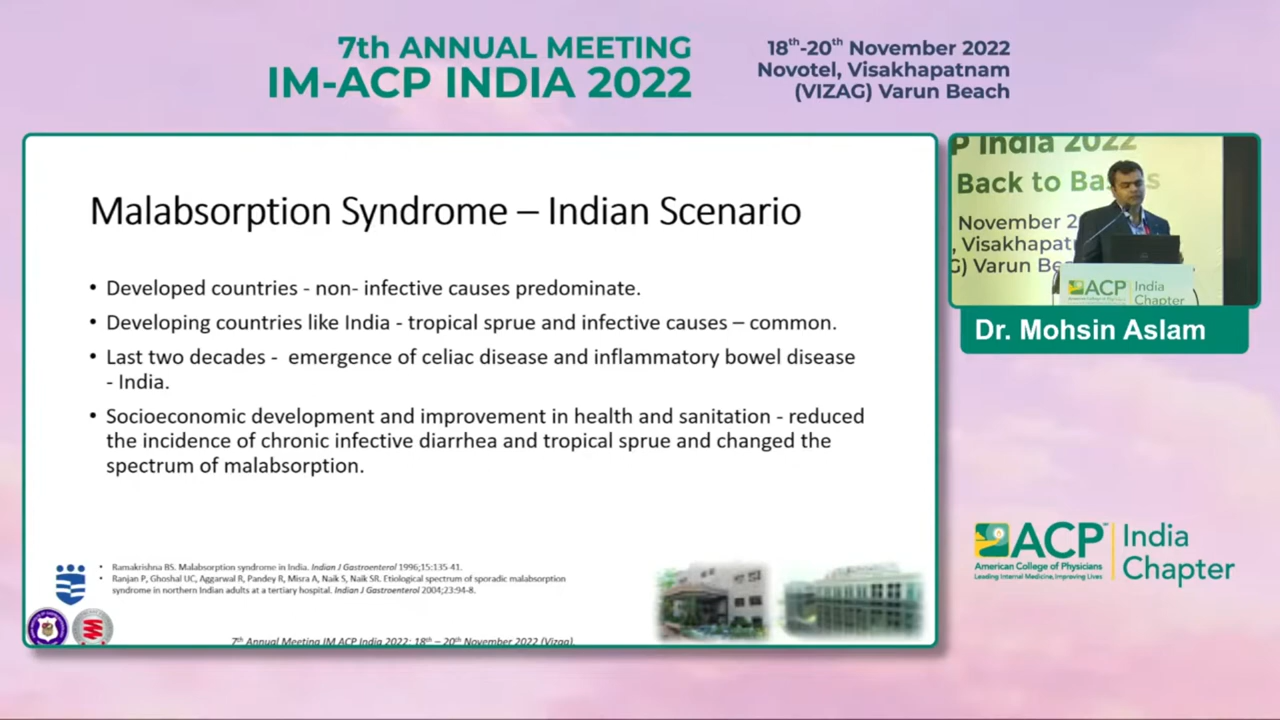 7th ANNUAL MEETING
IM-ACP INDIA 2022
18th-20th November 2022
Novotel, Visakhapatnam
(VIZAG) Varun Beach
Malabsorption Syndrome – Indian Scenario
• Developed countries - non- infective causes predominate.
• Developing countries like India - tropical sprue and infective causes – common.
• Last two decades - emergence of celiac disease and inflammatory bowel disease
- India.
• Socioeconomic development and improvement in health and sanitation - reduced
the incidence of chronic infective diarrhea and tropical sprue and changed the
spectrum of malabsorption.
• Ramakrishna BS. Malabsorption syndrome in India. Indian J Gastroenterol 1996;15:135-41.
• Ranjan P, Ghoshal UC, Aggarwal R, Pandey R, Misra A, Naik S, Naik SR. Etiological spectrum of sporadic malabsorption
syndrome in northern Indian adults at a tertiary hospital. Indian J Gastroenterol 2004;23:94-8.
7th Annual Meeting IM ACP India 2022: 18th – 20th November 2022 (Vizag).
P India 2022
Back to Ba s
November 2
, Visakhapat
G) Varun Be
ACP
India
Chapter
Dr. Mohsin Aslam
ACP™
American College of Physicians
Leading Internal Medicine, Improving Lives
India
Chapter